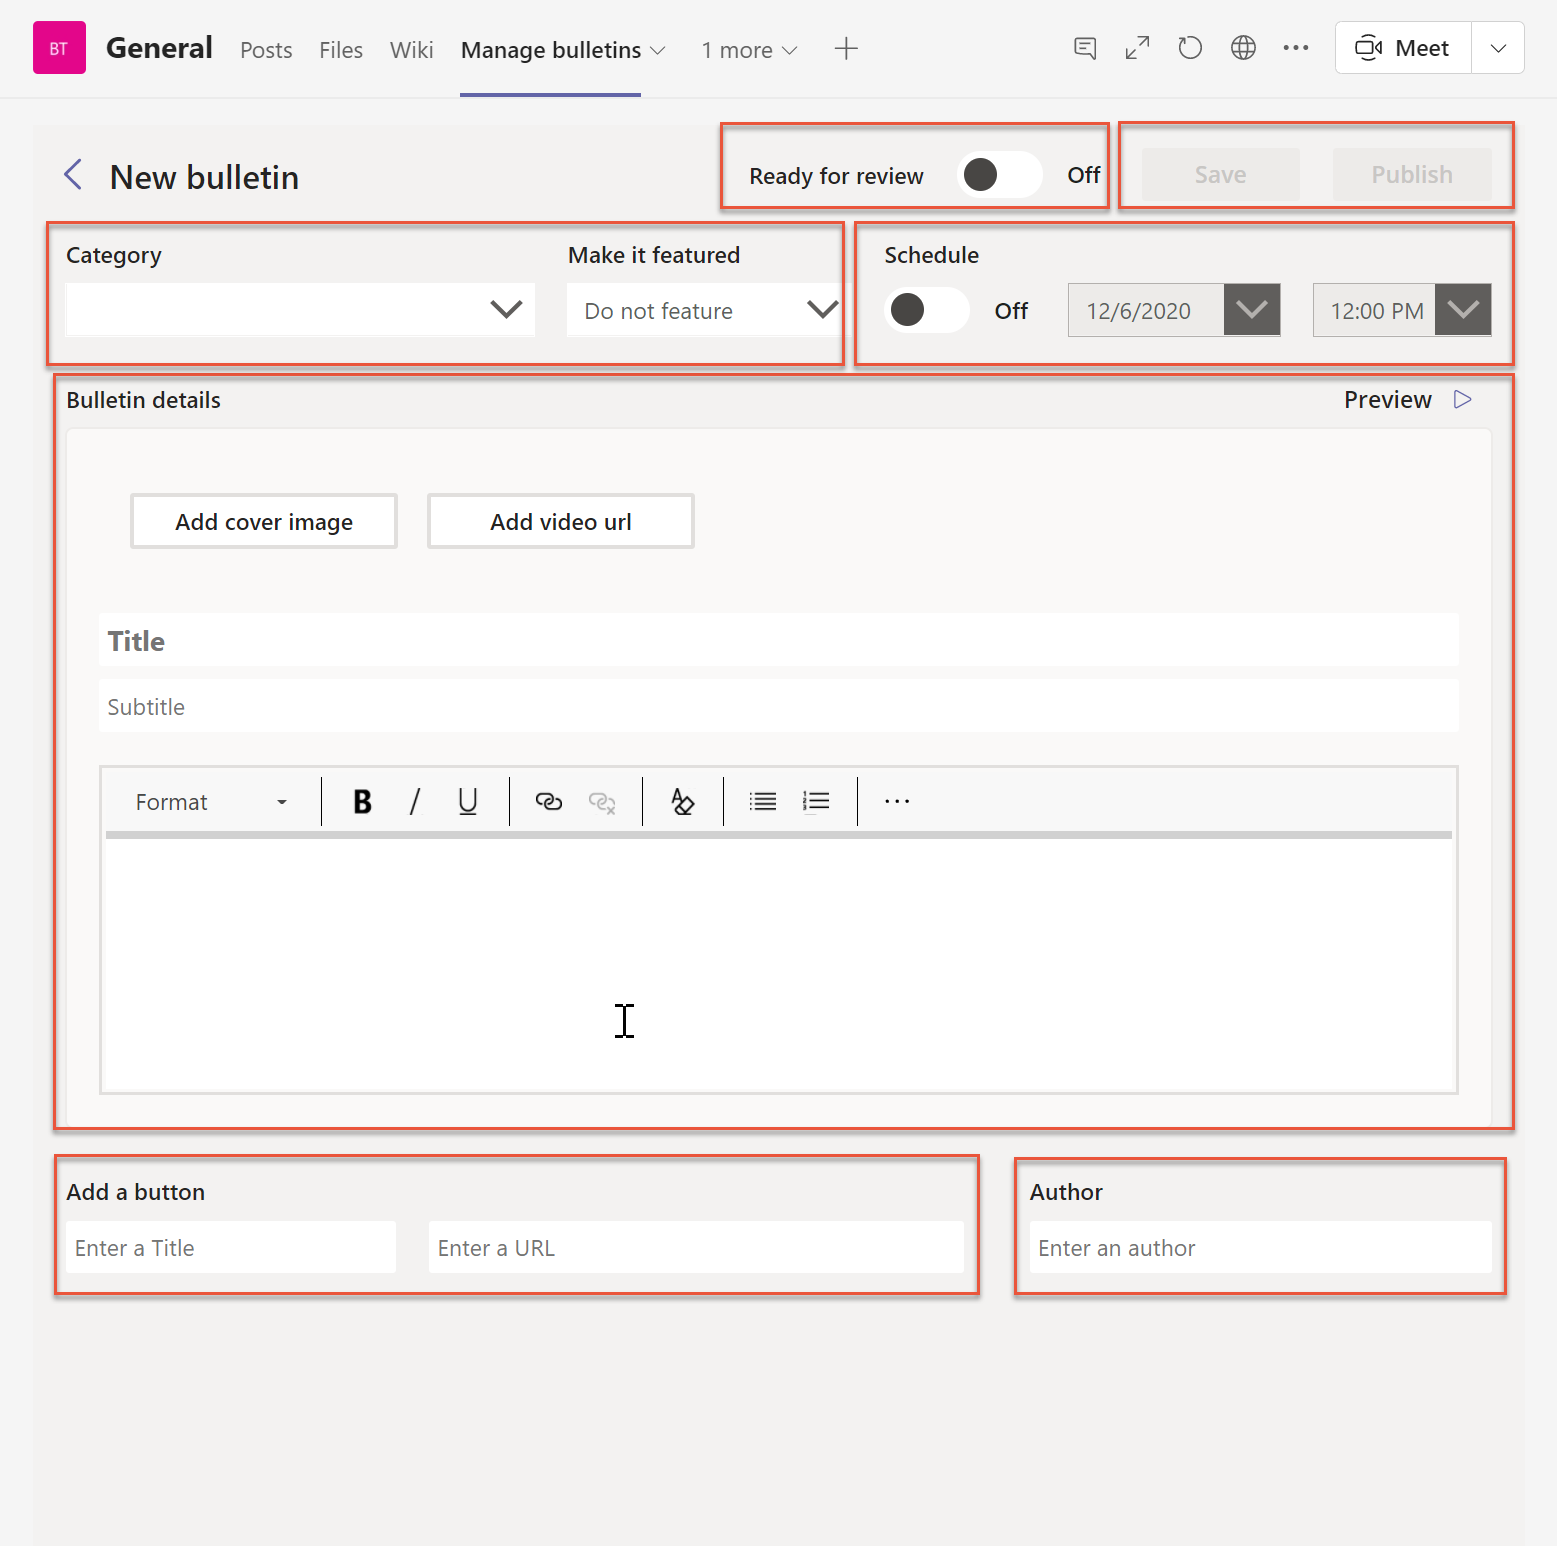 BT General Posts Files Wiki Manage bulletins 1 more Meet
New bulletin Ready for review Off Save Publish
Category Make it featured Schedule
Do not feature Off 12/6/2020 12:00 PM
Bulletin details Preview
Add cover image Add video url
Title
Subtitle
Format B / U
Add a button Author
Enter a Title Enter a URL Enter an author